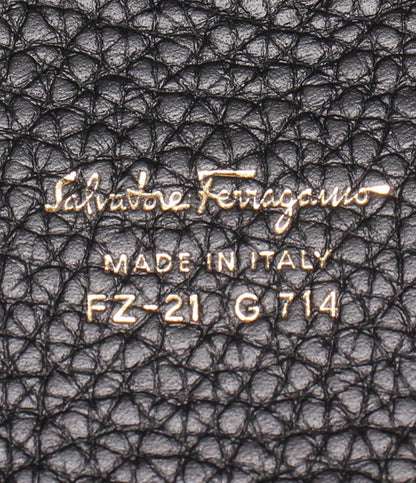 Salvatore Ferragamo
MADE IN ITALY
FZ-21 G 714